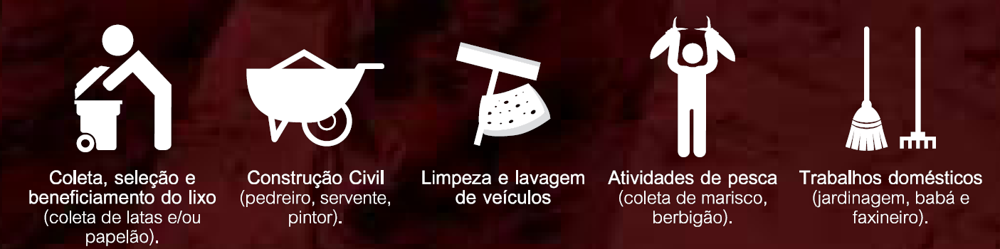 Coleta, seleção e
beneficiamento do lixo
(coleta de latas e/ou
papelão).
Construção Civil
(pedreiro, servente,
pintor).
Limpeza e lavagem
de veículos
Atividades de pesca
(coleta de marisco,
berbigão).
Trabalhos domésticos
(jardinagem, babá e
faxineiro).